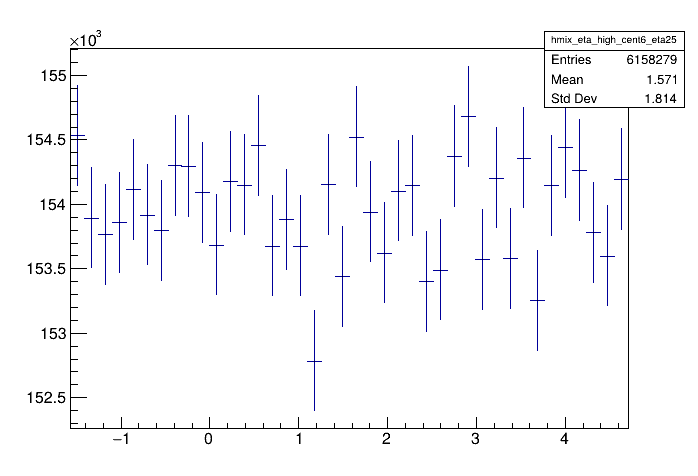 ×10³
hmix_eta_high_cent6_eta25
Entries 6158279
Mean 1.571
Std Dev 1.814
155
154.5
154
153.5
153
152.5
−1 0 1 2 3 4